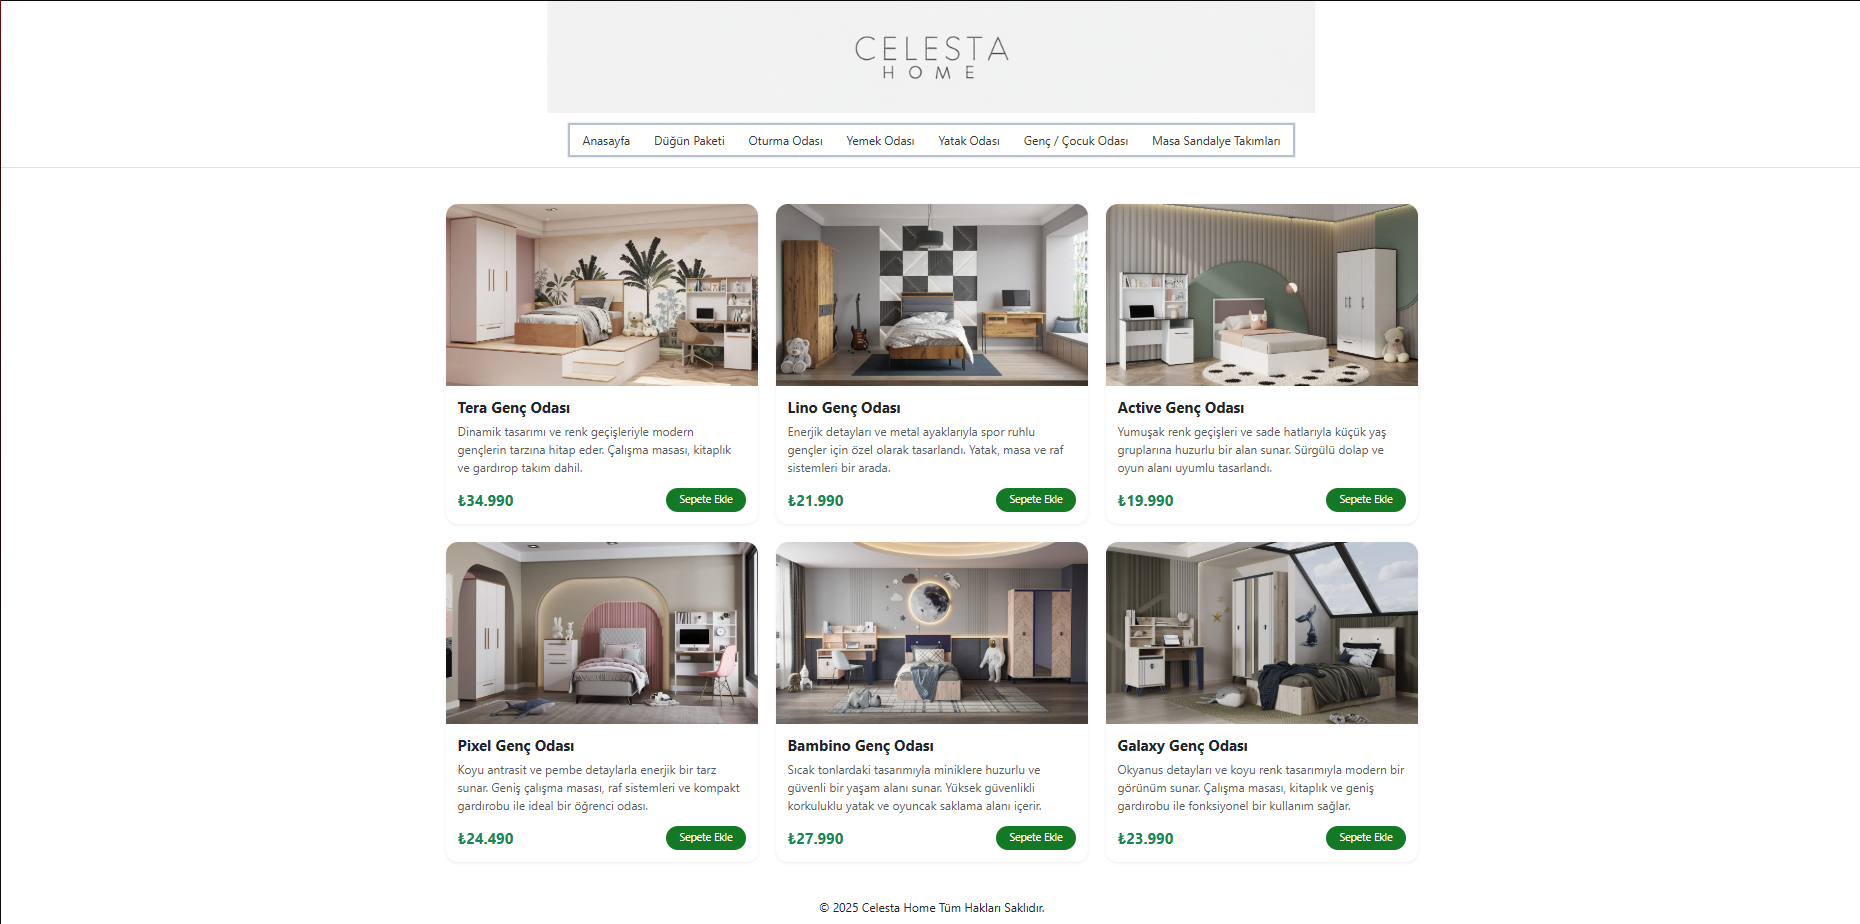 CELESTA
HOME
Anasayfa Düğün Paketi Oturma Odası Yemek Odası Yatak Odası Genç / Çocuk Odası Masa Sandalye Takımları
Tera Genç Odası
Dinamik tasarımı ve renk geçişleriyle modern
gençlerin tarzına hitap eder. Çalışma masası, kitaplık
ve gardırop takım dahil.
₺34.990 Sepete Ekle
Lino Genç Odası
Enerjik detayları ve metal ayaklarıyla spor ruhlu
gençler için özel olarak tasarlandı. Yatak, masa ve raf
sistemleri bir arada.
₺21.990 Sepete Ekle
Active Genç Odası
Yumuşak renk geçişleri ve sade hatlarıyla küçük yaş
gruplarına huzurlu bir alan sunar. Sürgülü dolap ve
oyun alanı uyumlu tasarlandı.
₺19.990 Sepete Ekle
Pixel Genç Odası
Koyu antrasit ve pembe detaylarla enerjik bir tarz
sunar. Geniş çalışma masası, raf sistemleri ve kompakt
gardırobu ile ideal bir öğrenci odası.
₺24.490 Sepete Ekle
Bambino Genç Odası
Sıcak tonlardaki tasarımıyla miniklere huzurlu ve
güvenli bir yaşam alanı sunar. Yüksek güvenlikli
korkuluklu yatak ve oyuncak saklama alanı içerir.
₺27.990 Sepete Ekle
Galaxy Genç Odası
Okyanus detayları ve koyu renk tasarımıyla modern bir
görünüm sunar. Çalışma masası, kitaplık ve geniş
gardırobu ile fonksiyonel bir kullanım sağlar.
₺23.990 Sepete Ekle
© 2025 Celesta Home Tüm Hakları Saklıdır.